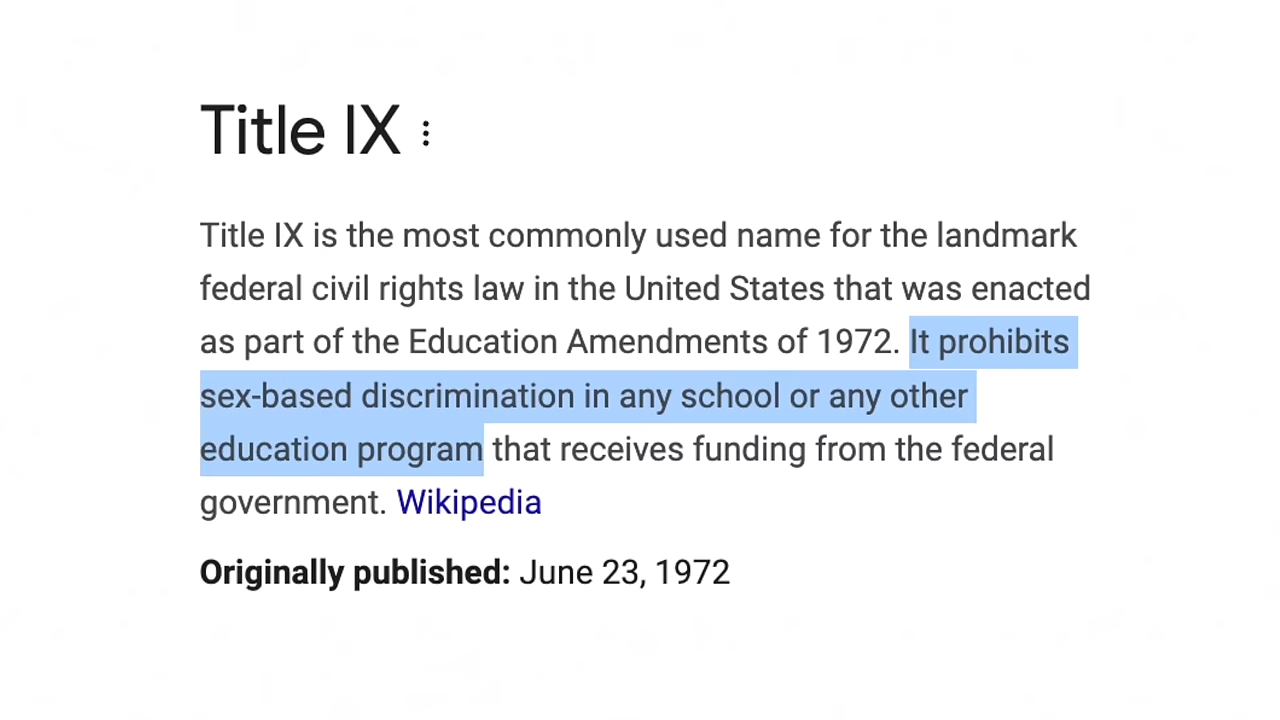 Title IX
Title IX is the most commonly used name for the landmark
federal civil rights law in the United States that was enacted
as part of the Education Amendments of 1972. It prohibits
sex-based discrimination in any school or any other
education program that receives funding from the federal
government. Wikipedia
Originally published: June 23, 1972